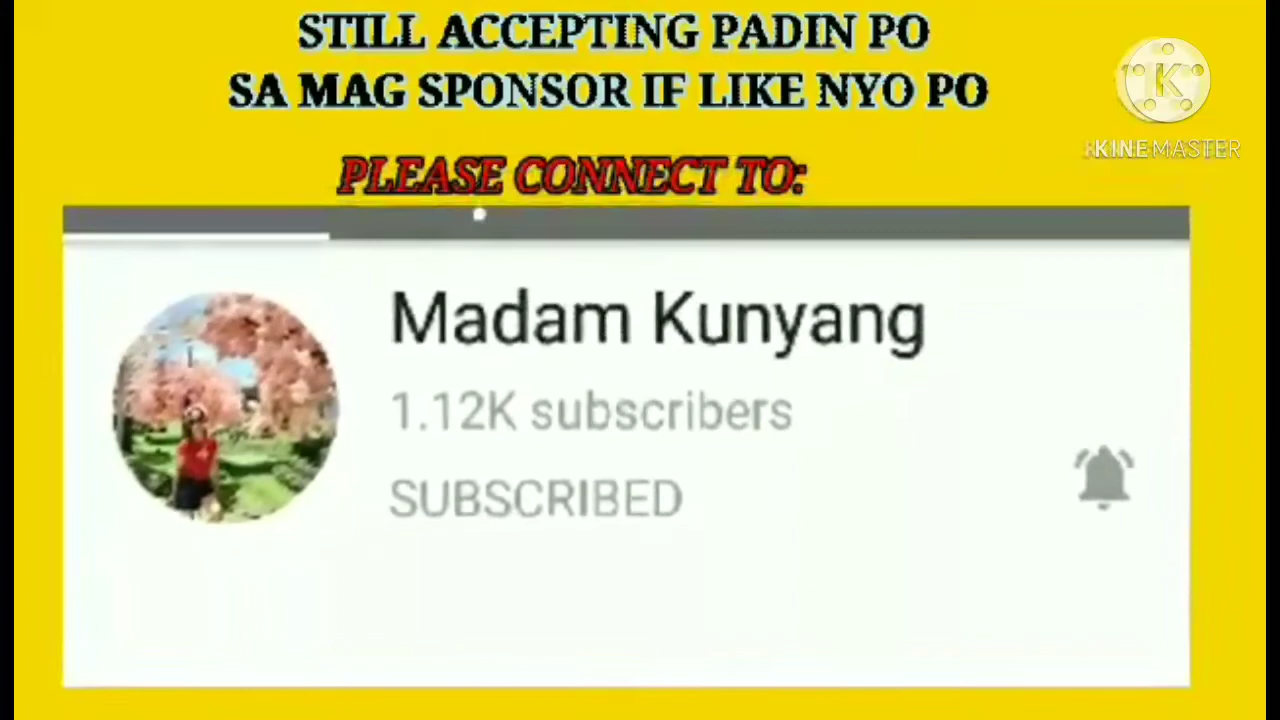 STILL ACCEPTING PADIN PO
SA MAG SPONSOR IF LIKE NYO PO
PLEASE CONNECT TO:
Madam Kunyang
1.12K subscribers
SUBSCRIBED
K
KINEMASTER